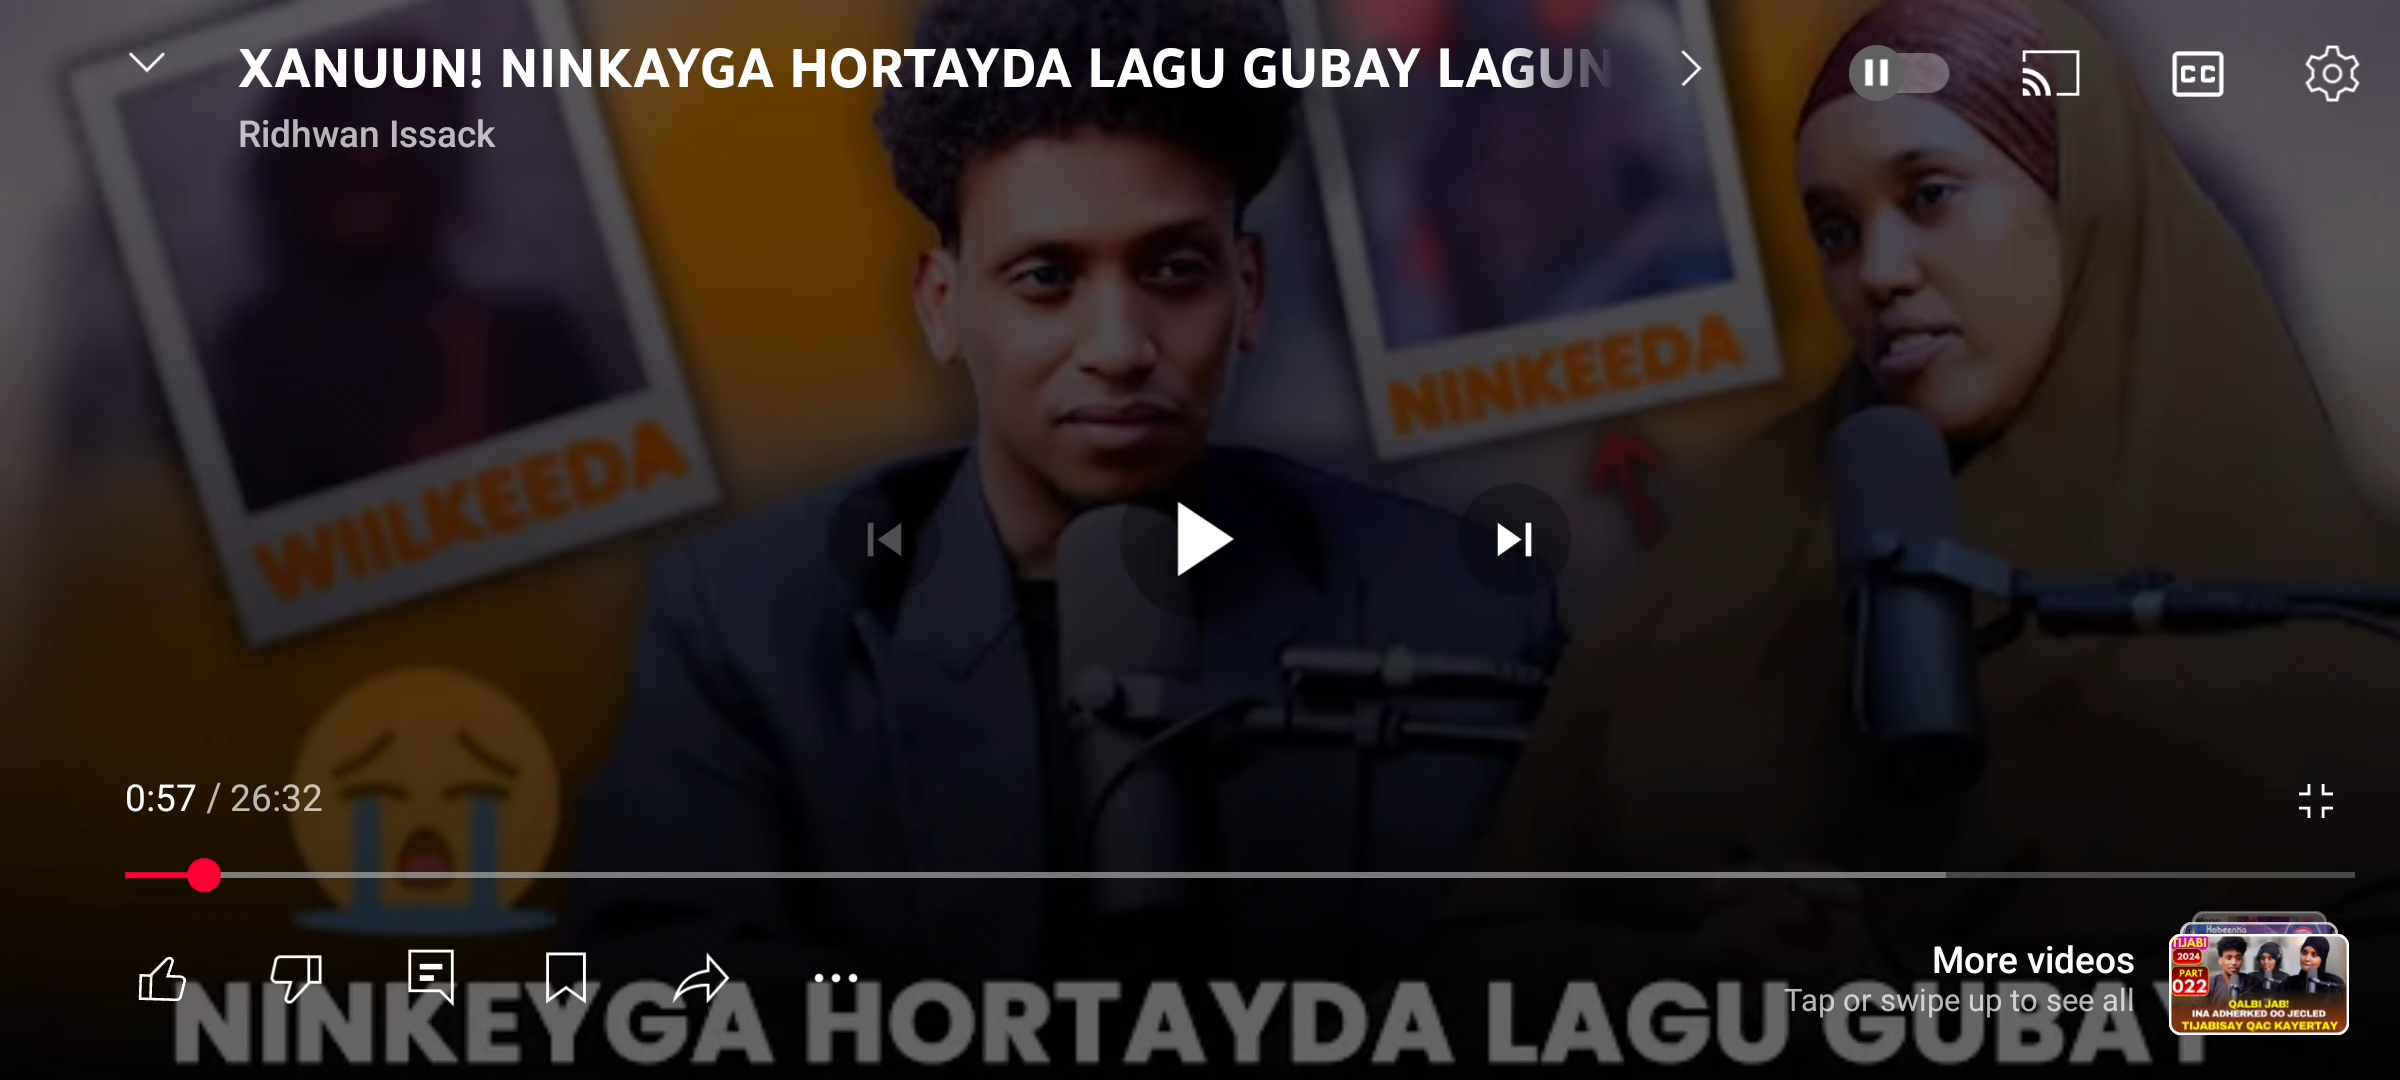 XANUUN! NINKAYGA HORTAYDA LAGU GUBAY LAGUN
Ridhwan Issack
CC
NINKEEDA
WIILKEEDA
0:57 / 26:32
More videos
Tap or swipe up to see all
Habeenka
TIJABI
2024
PART
022
QALBI JAB!
INA ADHERKED OO JECLED
TIJABISAY QAC KAYERTAY
NINKEYGA HORTAYDA LAGU GUBAY